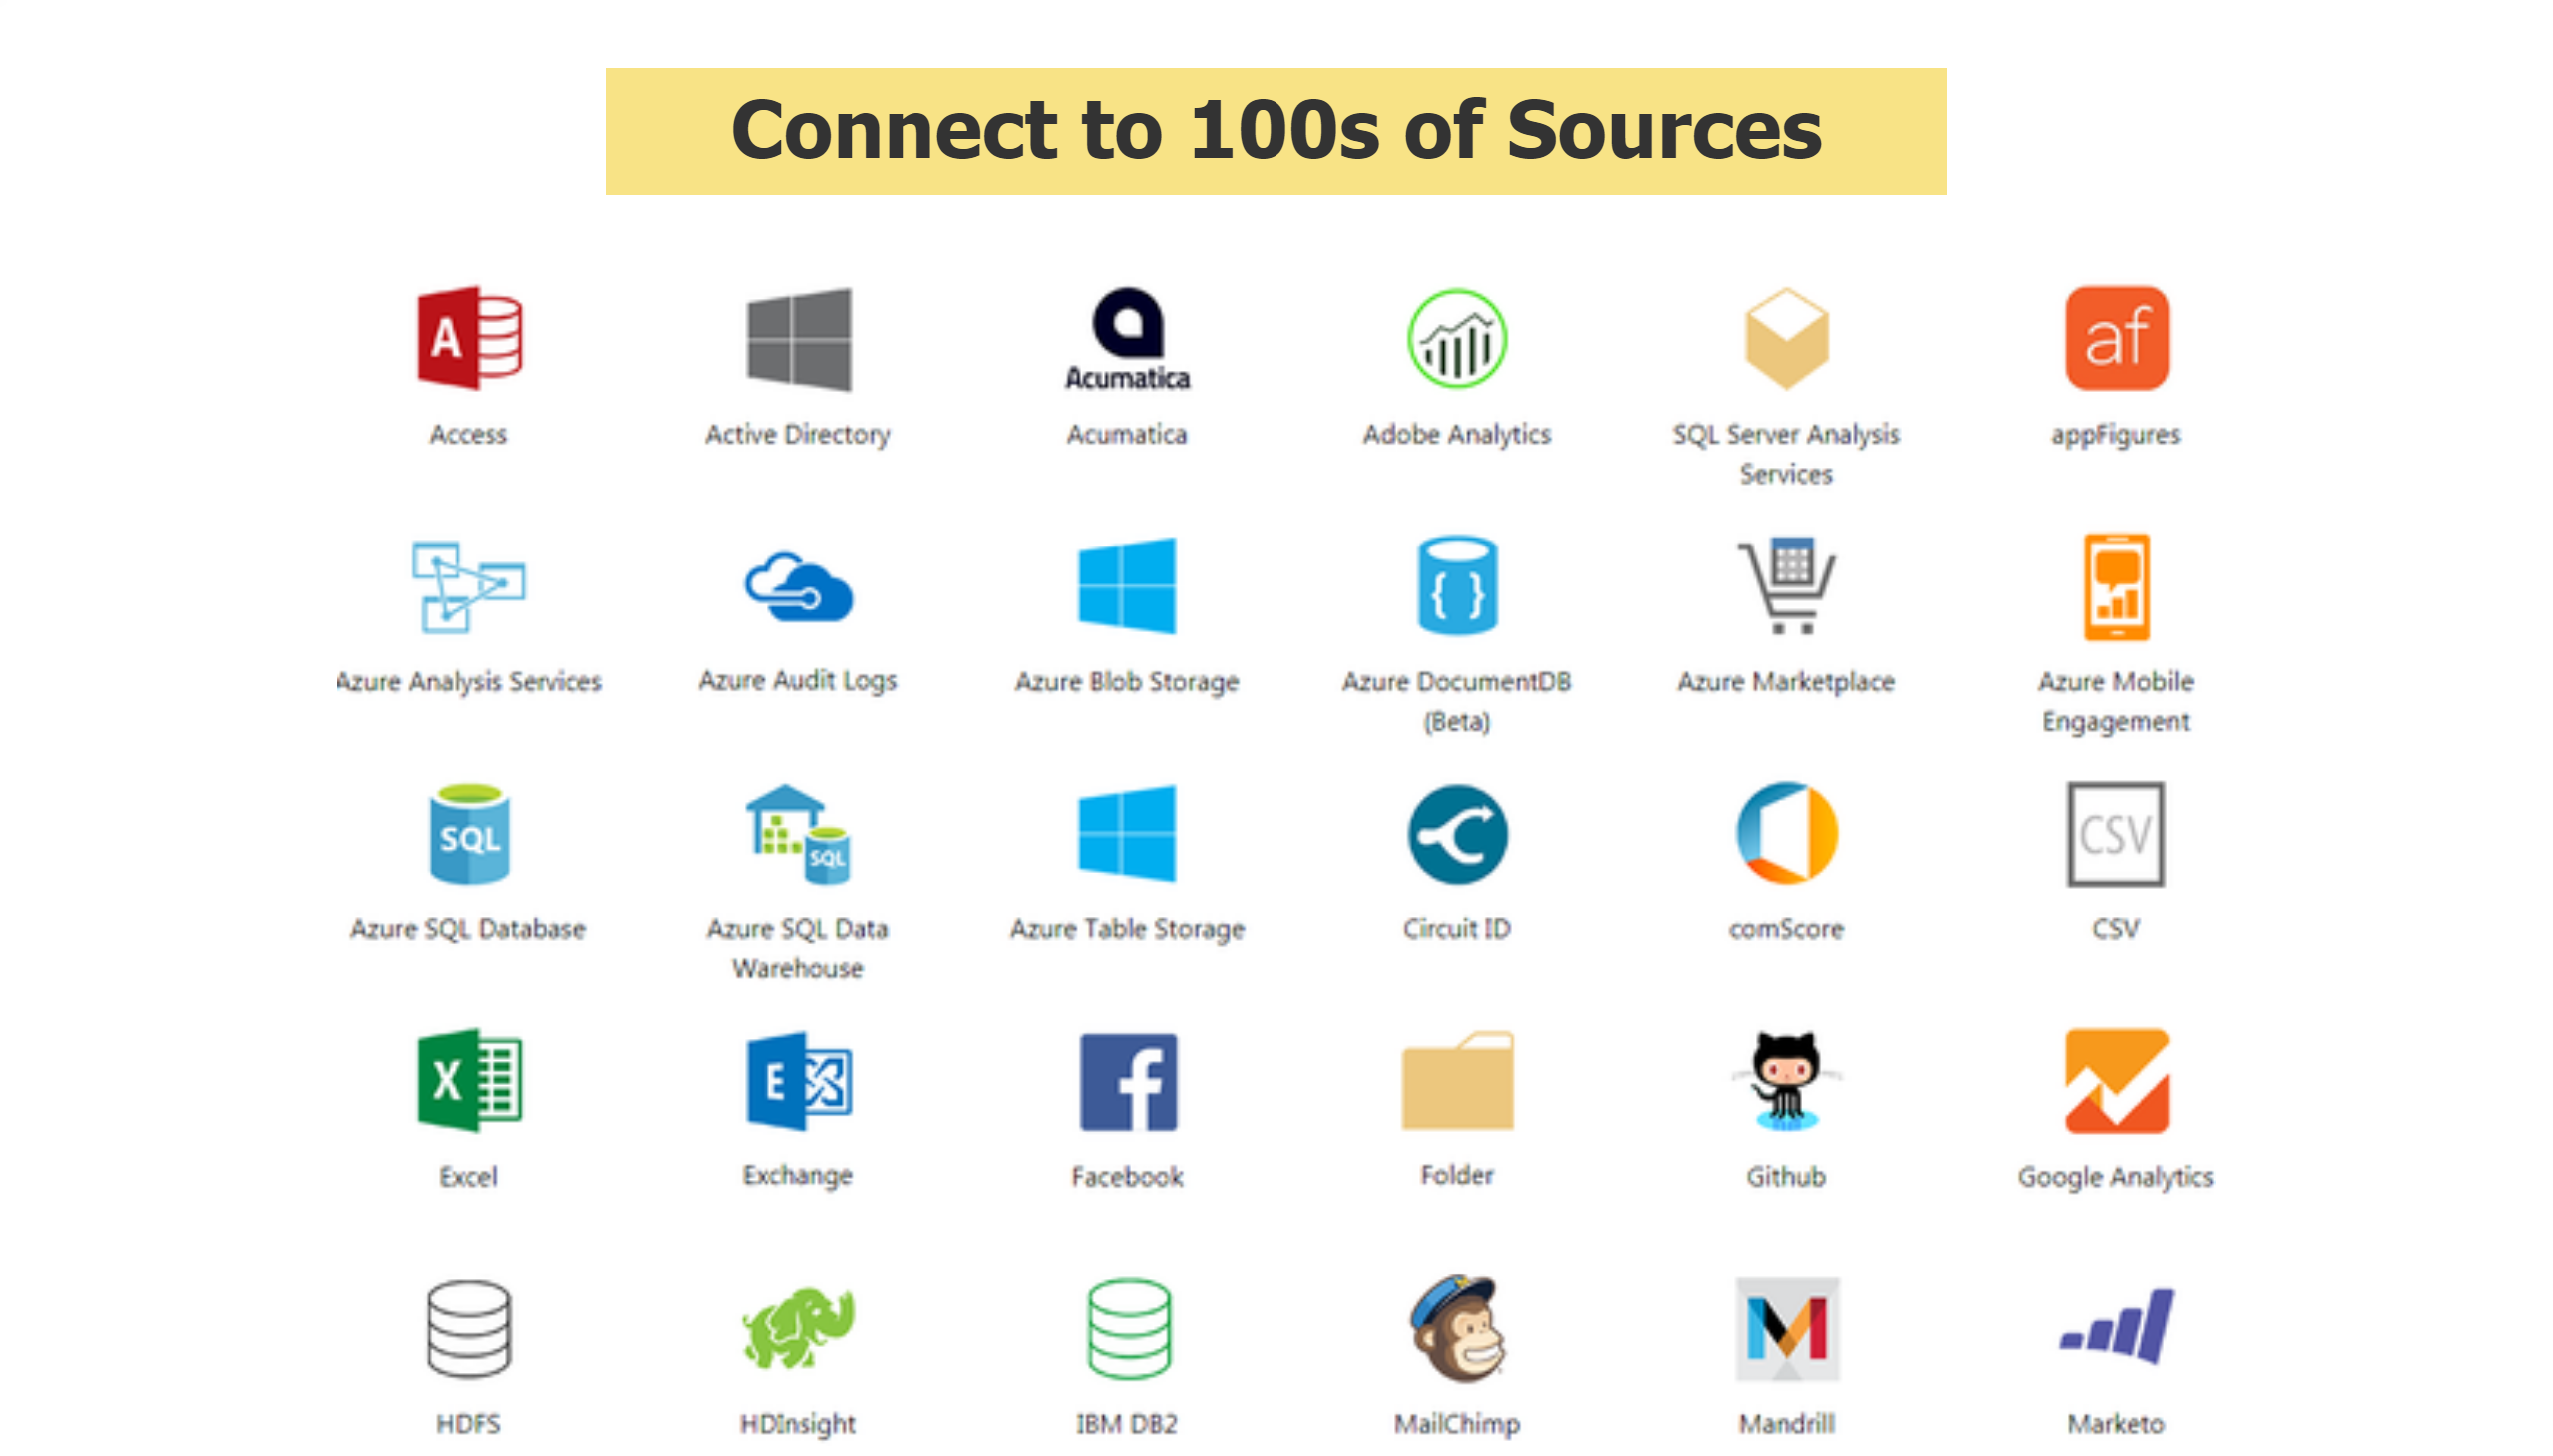 Connect to 100s of Sources
A
Acumatica
af
Access
Active Directory
Acumatica
Adobe Analytics
SQL Server Analysis
Services
appFigures
{ }
Azure Analysis Services
Azure Audit Logs
Azure Blob Storage
Azure DocumentDB
(Beta)
Azure Marketplace
Azure Mobile
Engagement
SQL
SQL
CSV
Azure SQL Database
Azure SQL Data
Warehouse
Azure Table Storage
Circuit ID
comScore
CSV
X
E
f
Excel
Exchange
Facebook
Folder
Github
Google Analytics
M
HDFS
HDInsight
IBM DB2
MailChimp
Mandrill
Marketo